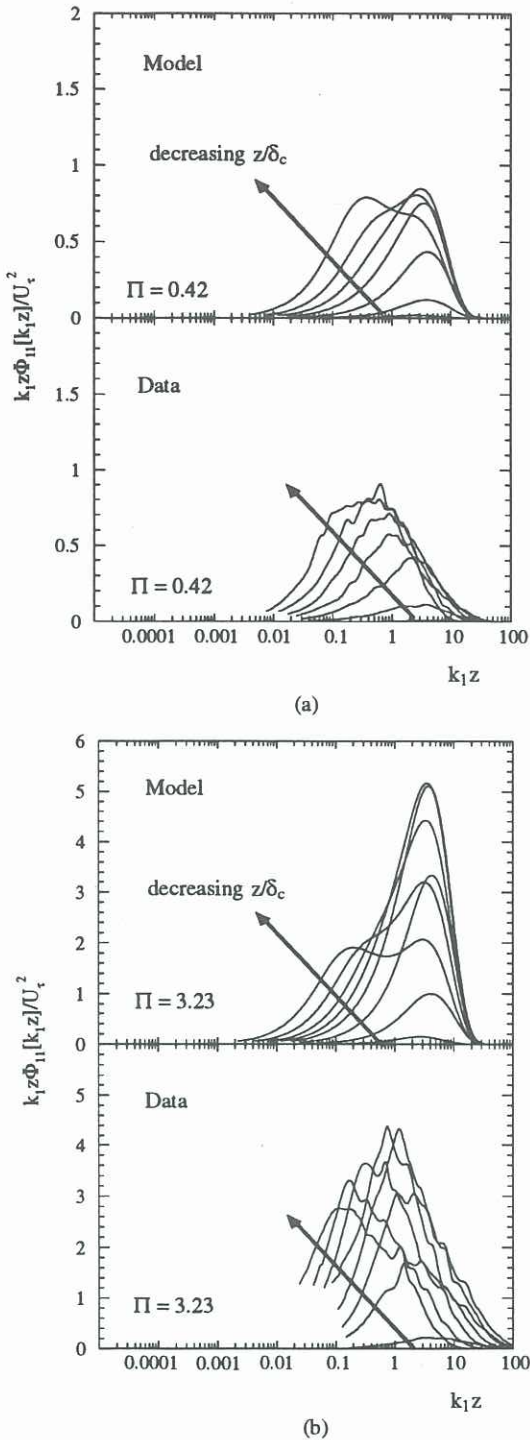 2
Model
1.5
decreasing z/δc
1
0.5
Π = 0.42
0
k₁zΦ₁₁[k₁z]/Uτ²
Data
1.5
1
0.5
Π = 0.42
0
0.0001 0.001 0.01 0.1 1 10 100
k₁z
(a)
6
Model
5
4
decreasing z/δc
3
2
Π = 3.23
1
0
k₁zΦ₁₁[k₁z]/Uτ²
Data
5
4
3
2
Π = 3.23
1
0
0.0001 0.001 0.01 0.1 1 10 100
k₁z
(b)